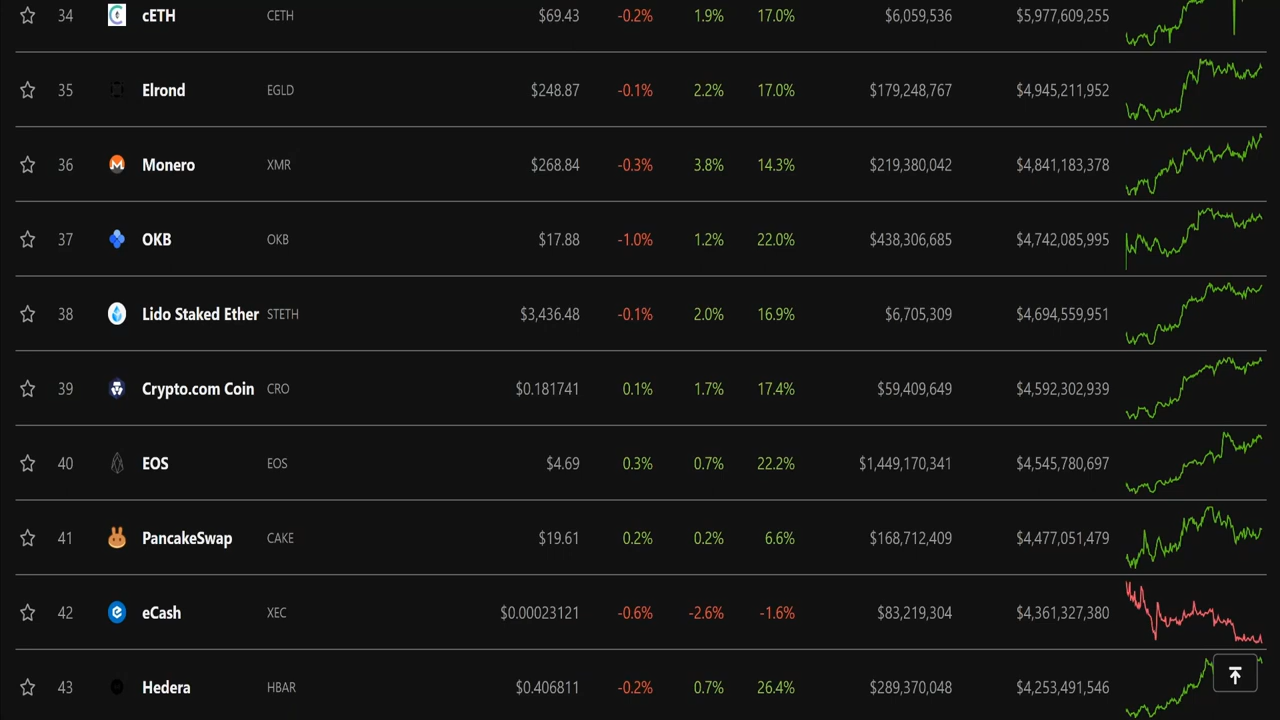 34 cETH CETH $69.43 -0.2% 1.9% 17.0% $6,059,536 $5,977,609,255
35 Elrond EGLD $248.87 -0.1% 2.2% 17.0% $179,248,767 $4,945,211,952
36 Monero XMR $268.84 -0.3% 3.8% 14.3% $219,380,042 $4,841,183,378
37 OKB OKB $17.88 -1.0% 1.2% 22.0% $438,306,685 $4,742,085,995
38 Lido Staked Ether STETH $3,436.48 -0.1% 2.0% 16.9% $6,705,309 $4,694,559,951
39 Crypto.com Coin CRO $0.181741 0.1% 1.7% 17.4% $59,409,649 $4,592,302,939
40 EOS EOS $4.69 0.3% 0.7% 22.2% $1,449,170,341 $4,545,780,697
41 PancakeSwap CAKE $19.61 0.2% 0.2% 6.6% $168,712,409 $4,477,051,479
42 eCash XEC $0.00023121 -0.6% -2.6% -1.6% $83,219,304 $4,361,327,380
43 Hedera HBAR $0.406811 -0.2% 0.7% 26.4% $289,370,048 $4,253,491,546